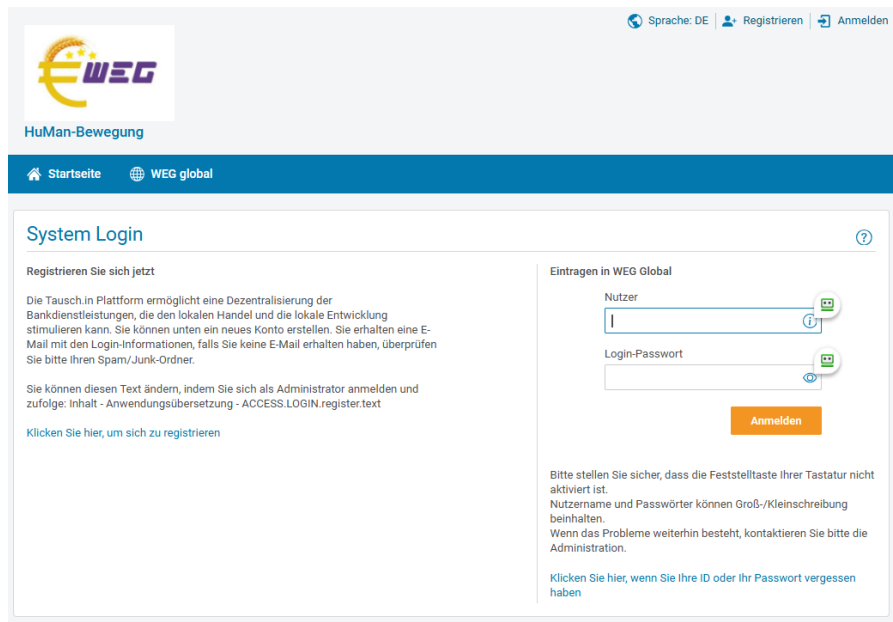 Sprache: DE
Registrieren
Anmelden
€WEG
HuMan-Bewegung
Startseite
WEG global
System Login
?
Registrieren Sie sich jetzt
Die Tausch.in Plattform ermöglicht eine Dezentralisierung der
Bankdienstleistungen, die den lokalen Handel und die lokale Entwicklung
stimulieren kann. Sie können unten ein neues Konto erstellen. Sie erhalten eine E-
Mail mit den Login-Informationen, falls Sie keine E-Mail erhalten haben, überprüfen
Sie bitte Ihren Spam/Junk-Ordner.
Sie können diesen Text ändern, indem Sie sich als Administrator anmelden und
zufolge: Inhalt - Anwendungsübersetzung - ACCESS.LOGIN.register.text
Klicken Sie hier, um sich zu registrieren
Eintragen in WEG Global
Nutzer
Login-Passwort
Anmelden
Bitte stellen Sie sicher, dass die Feststelltaste Ihrer Tastatur nicht
aktiviert ist.
Nutzername und Passwörter können Groß-/Kleinschreibung
beinhalten.
Wenn das Probleme weiterhin besteht, kontaktieren Sie bitte die
Administration.
Klicken Sie hier, wenn Sie Ihre ID oder Ihr Passwort vergessen
haben